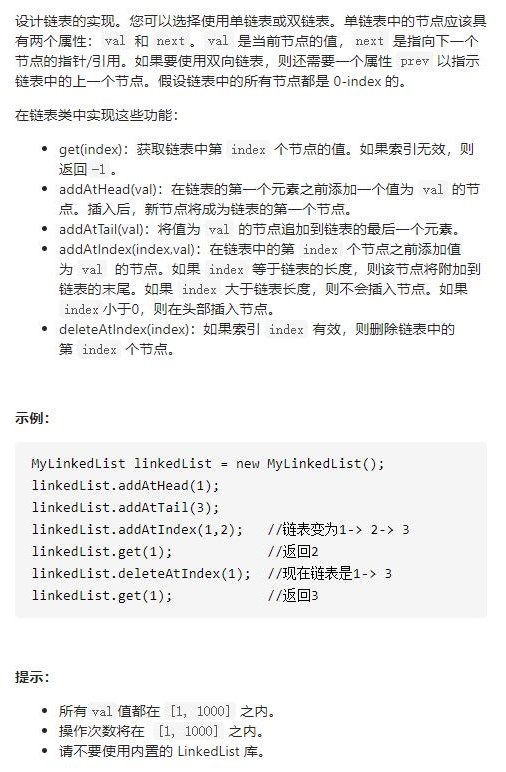 设计链表的实现。您可以选择使用单链表或双链表。单链表中的节点应该具
有两个属性： val 和 next 。 val 是当前节点的值， next 是指向下一个
节点的指针/引用。如果要使用双向链表，则还需要一个属性 prev 以指示
链表中的上一个节点。假设链表中的所有节点都是 0-index 的。
在链表类中实现这些功能：
• get(index)：获取链表中第 index 个节点的值。如果索引无效，则
返回 -1 。
• addAtHead(val)：在链表的第一个元素之前添加一个值为 val 的节
点。插入后，新节点将成为链表的第一个节点。
• addAtTail(val)：将值为 val 的节点追加到链表的最后一个元素。
• addAtIndex(index,val)：在链表中的第 index 个节点之前添加值
为 val 的节点。如果 index 等于链表的长度，则该节点将附加到
链表的末尾。如果 index 大于链表长度，则不会插入节点。如果
index 小于0，则在头部插入节点。
• deleteAtIndex(index)：如果索引 index 有效，则删除链表中的
第 index 个节点。
示例：
MyLinkedList linkedList = new MyLinkedList();
linkedList.addAtHead(1);
linkedList.addAtTail(3);
linkedList.addAtIndex(1,2);   //链表变为1-> 2-> 3
linkedList.get(1);            //返回2
linkedList.deleteAtIndex(1);  //现在链表是1-> 3
linkedList.get(1);            //返回3
提示：
• 所有 val 值都在 [1, 1000] 之内。
• 操作次数将在 [1, 1000] 之内。
• 请不要使用内置的 LinkedList 库。